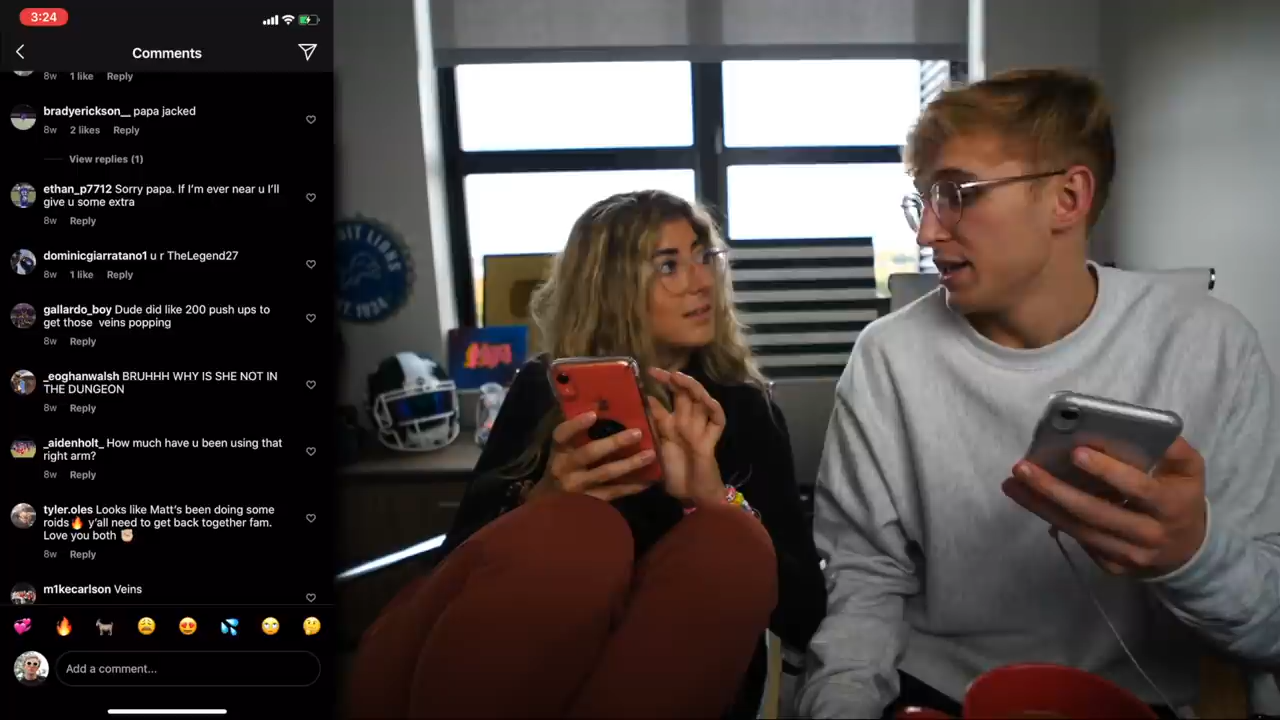 3:24
Comments
8w 1 like Reply
bradyerickson__ papa jacked
8w 2 likes Reply
View replies (1)
ethan_p7712 Sorry papa. If I'm ever near u I'll
give u some extra
8w Reply
dominicgiarratano1 u r TheLegend27
8w 1 like Reply
gallardo_boy Dude did like 200 push ups to
get those veins popping
8w Reply
_eoghanwalsh BRUHHH WHY IS SHE NOT IN
THE DUNGEON
8w Reply
_aidenholt_ How much have u been using that
right arm?
8w Reply
tyler.oles Looks like Matt's been doing some
roids🔥 y'all need to get back together fam.
Love you both ✊🏻
8w Reply
m1kecarlson Veins
Add a comment...